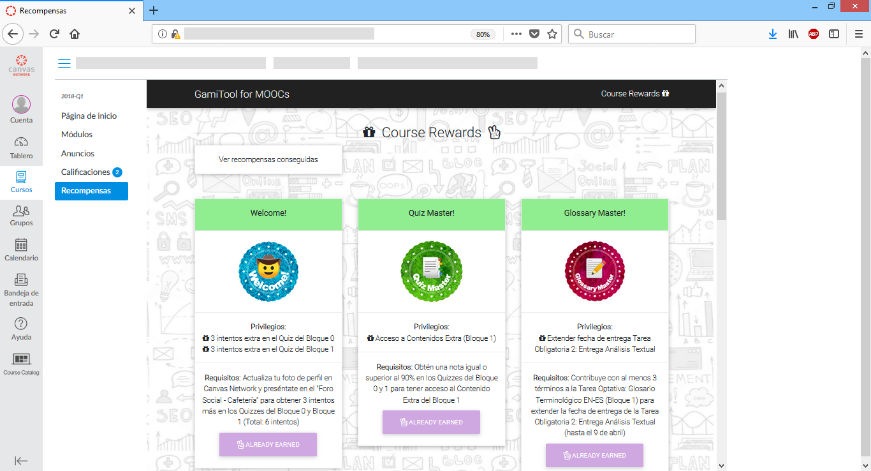 Recompensas
80%
Buscar
ABP
canvas
NETWORK
Cuenta
Tablero
Cursos
Grupos
Calendario
Bandeja de
entrada
Ayuda
Course Catalog
2018-Q1
Página de inicio
Módulos
Anuncios
Calificaciones 2
Recompensas
GamiTool for MOOCs
Course Rewards
Course Rewards
Ver recompensas conseguidas
Welcome!
Welcome!
Privilegios:
3 intentos extra en el Quiz del Bloque 0
3 intentos extra en el Quiz del Bloque 1
Requisitos: Actualiza tu foto de perfil en
Canvas Network y preséntate en el "Foro
Social - Cafetería" para obtener 3 intentos
más en los Quizzes del Bloque 0 y Bloque
1 (Total: 6 intentos)
ALREADY EARNED
Quiz Master!
Quiz Master!
Privilegios:
Acceso a Contenidos Extra (Bloque 1)
Requisitos: Obtén una nota igual o
superior al 90% en los Quizzes del Bloque
0 y 1 para tener acceso al Contenido
Extra del Bloque 1
ALREADY EARNED
Glossary Master!
Glossary Master
Privilegios:
Extender fecha de entrega Tarea
Obligatoria 2: Entrega Análisis Textual
Requisitos: Contribuye con al menos 3
términos a la Tarea Optativa: Glosario
Terminológico EN-ES (Bloque 1) para
extender la fecha de entrega de la Tarea
Obligatoria 2: Entrega Análisis Textual
(hasta el 9 de abril)
ALREADY EARNED